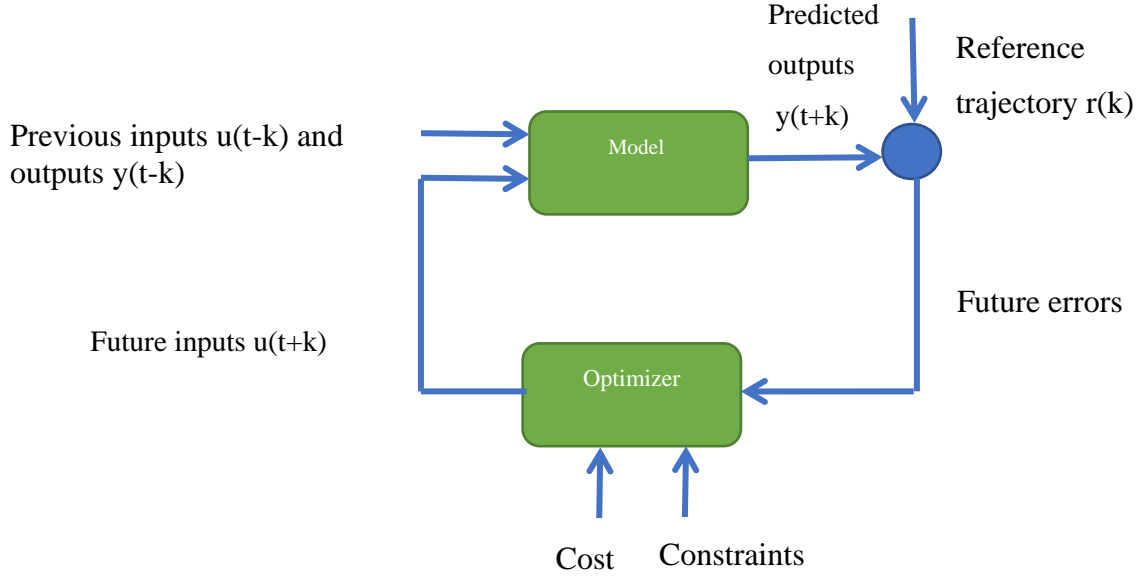 Predicted
outputs
y(t+k)
Reference
trajectory r(k)
Previous inputs u(t-k) and
outputs y(t-k)
Model
Future errors
Future inputs u(t+k)
Optimizer
Cost
Constraints